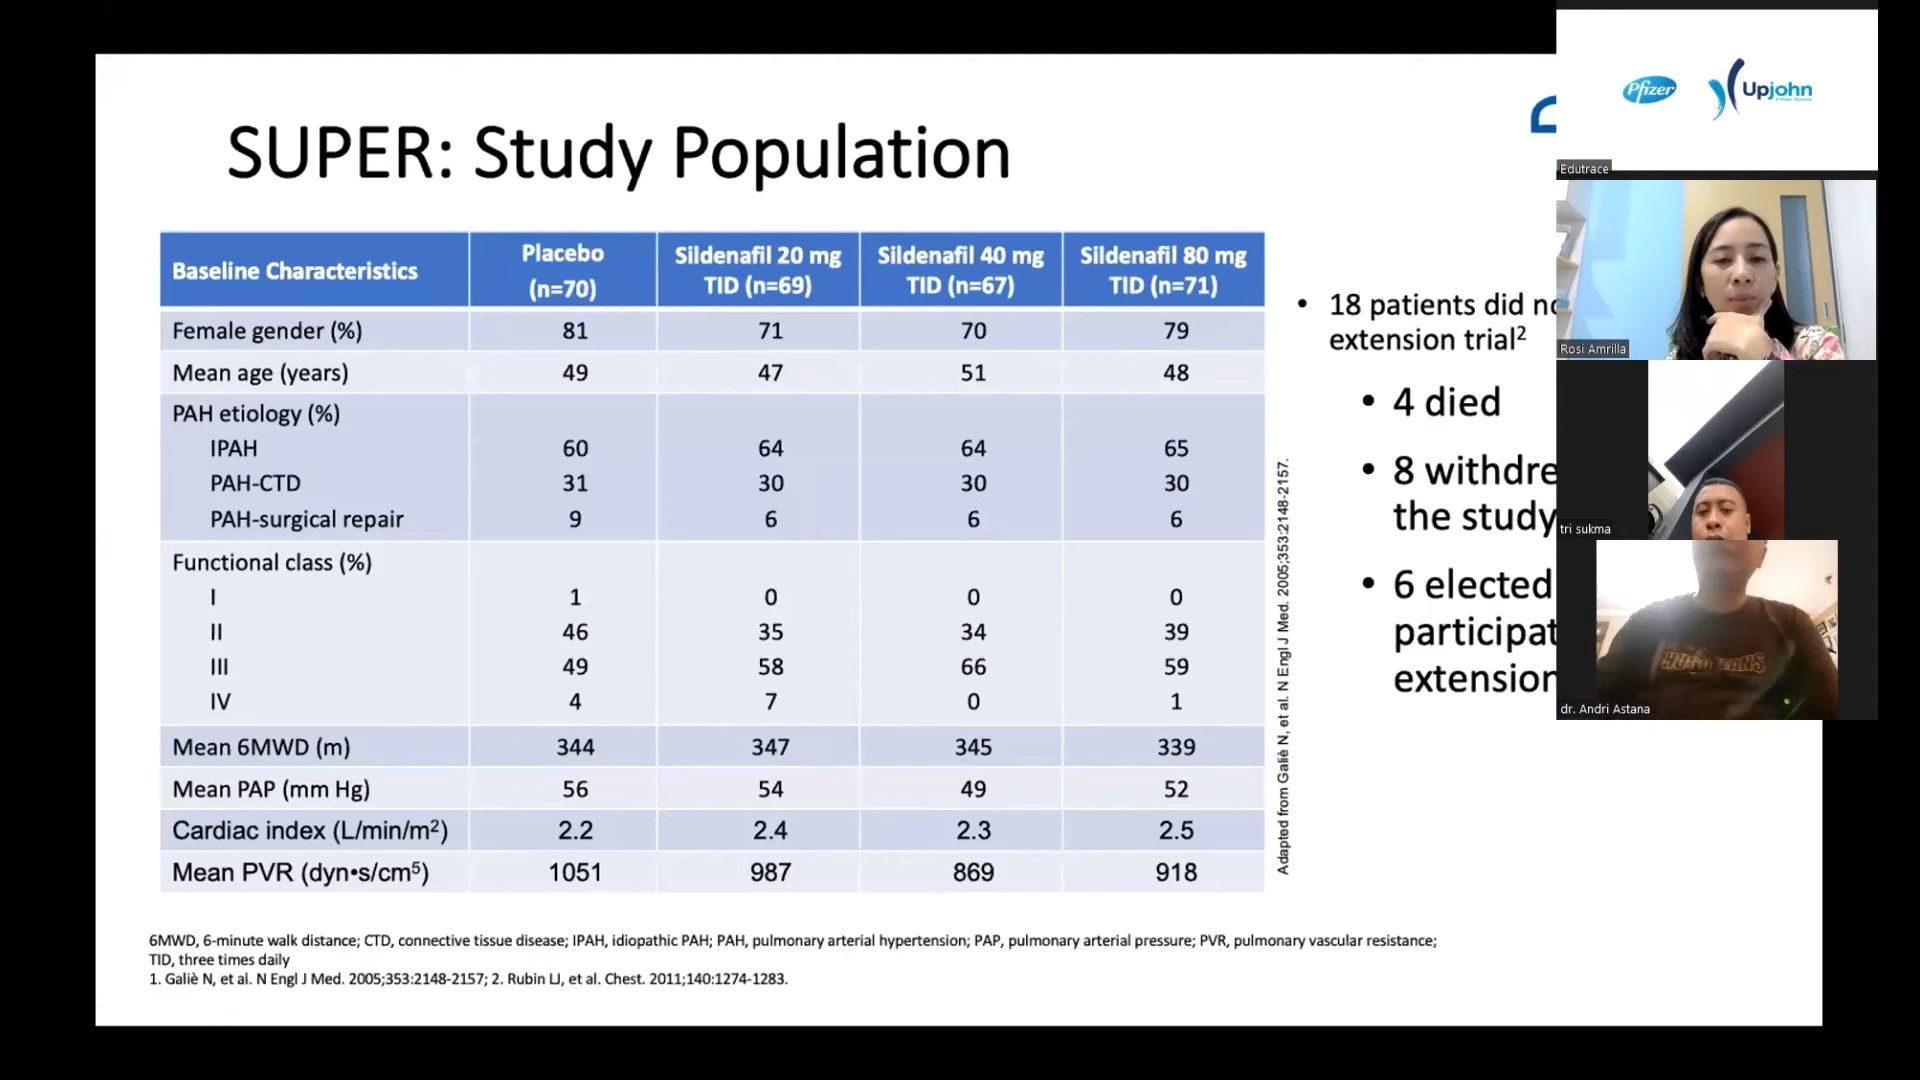 SUPER: Study Population
Baseline Characteristics Placebo (n=70) Sildenafil 20 mg TID (n=69) Sildenafil 40 mg TID (n=67) Sildenafil 80 mg TID (n=71)
Female gender (%) 81 71 70 79
Mean age (years) 49 47 51 48
PAH etiology (%)
IPAH 60 64 64 65
PAH-CTD 31 30 30 30
PAH-surgical repair 9 6 6 6
Functional class (%)
I 1 0 0 0
II 46 35 34 39
III 49 58 66 59
IV 4 7 0 1
Mean 6MWD (m) 344 347 345 339
Mean PAP (mm Hg) 56 54 49 52
Cardiac index (L/min/m²) 2.2 2.4 2.3 2.5
Mean PVR (dyn•s/cm⁵) 1051 987 869 918
Adapted from Galiè N, et al. N Engl J Med. 2005;353:2148-2157.
• 18 patients did
extension trial²
• 4 died
• 8
the study
• 6 elected
extension
6MWD, 6-minute walk distance; CTD, connective tissue disease; IPAH, idiopathic PAH; PAH, pulmonary arterial hypertension; PAP, pulmonary arterial pressure; PVR, pulmonary vascular resistance;
TID, three times daily
1. Galiè N, et al. N Engl J Med. 2005;353:2148-2157; 2. Rubin LJ, et al. Chest. 2011;140:1274-1283.
Pfizer Upjohn
Edutrace
Rosi Amrilla
tri sukma
dr. Andri Astana